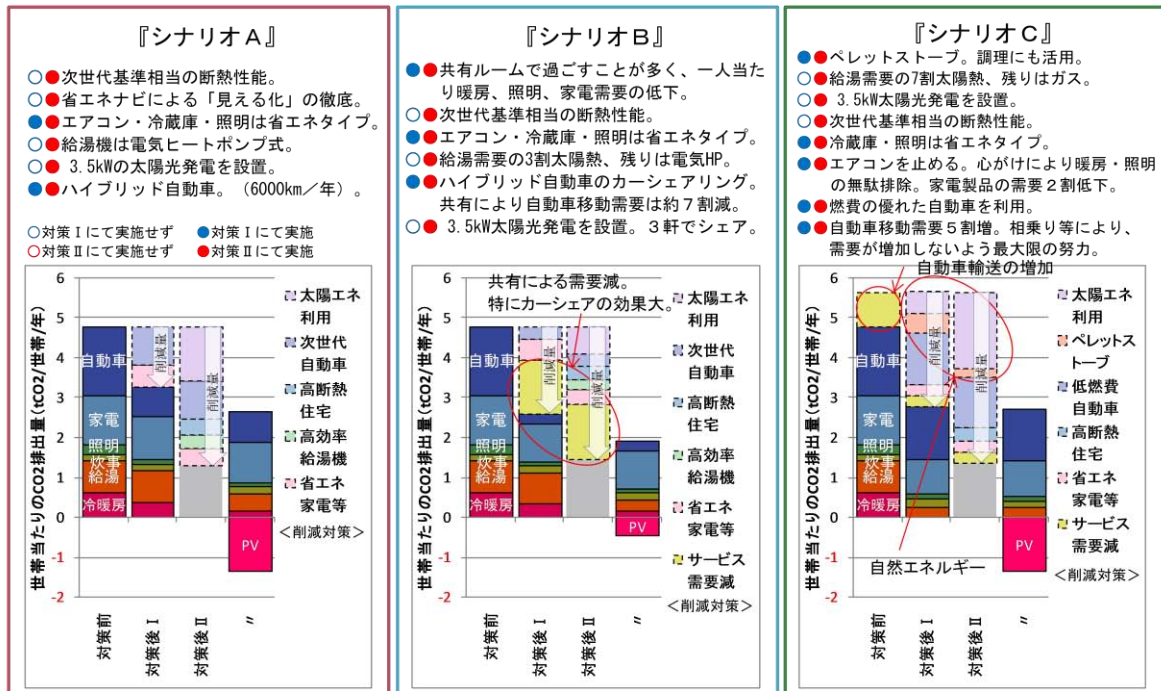 『シナリオA』
○●次世代基準相当の断熱性能。
○●省エネナビによる「見える化」の徹底。
●●エアコン・冷蔵庫・照明は省エネタイプ。
○●給湯機は電気ヒートポンプ式。
○● 3.5kWの太陽光発電を設置。
●●ハイブリッド自動車。（6000km／年）。
○対策Ⅰにて実施せず ●対策Ⅰにて実施
○対策Ⅱにて実施せず ●対策Ⅱにて実施
世帯当たりのCO2排出量（tCO2/世帯/年）
6
5
4
3
2
1
0
-1
-2
自動車
家電
照明
炊事
給湯
冷暖房
削減量
削減量
PV
太陽エネ
利用
次世代
自動車
高断熱
住宅
高効率
給湯機
省エネ
家電等
＜削減対策＞
対策前
対策後Ⅰ
対策後Ⅱ
〃
『シナリオB』
●●共有ルームで過ごすことが多く、一人当た
り暖房、照明、家電需要の低下。
○●次世代基準相当の断熱性能。
●●エアコン・冷蔵庫・照明は省エネタイプ。
○●給湯需要の3割太陽熱、残りは電気HP。
●●ハイブリッド自動車のカーシェアリング。
共有により自動車移動需要は約７割減。
○● 3.5kW太陽光発電を設置。３軒でシェア。
共有による需要減。
特にカーシェアの効果大。
世帯当たりのCO2排出量（tCO2/世帯/年）
6
5
4
3
2
1
0
-1
-2
自動車
家電
照明
炊事
給湯
冷暖房
削減量
削減量
PV
太陽エネ
利用
次世代
自動車
高断熱
住宅
高効率
給湯機
省エネ
家電等
サービス
需要減
＜削減対策＞
対策前
対策後Ⅰ
対策後Ⅱ
〃
『シナリオC』
●●ペレットストーブ。調理にも活用。
○●給湯需要の7割太陽熱、残りはガス。
○● 3.5kW太陽光発電を設置。
○●次世代基準相当の断熱性能。
●●冷蔵庫・照明は省エネタイプ。
●●エアコンを止める。心がけにより暖房・照明
の無駄排除。家電製品の需要２割低下。
●●燃費の優れた自動車を利用。
●●自動車移動需要５割増。相乗り等により、
需要が増加しないよう最大限の努力。
自動車輸送の増加
世帯当たりのCO2排出量（tCO2/世帯/年）
6
5
4
3
2
1
0
-1
-2
自動車
家電
照明
炊事
給湯
冷暖房
削減量
削減量
PV
自然エネルギー
太陽エネ
利用
ペレットス
トーブ
低燃費
自動車
高断熱
住宅
省エネ
家電等
サービス
需要減
＜削減対策＞
対策前
対策後Ⅰ
対策後Ⅱ
〃